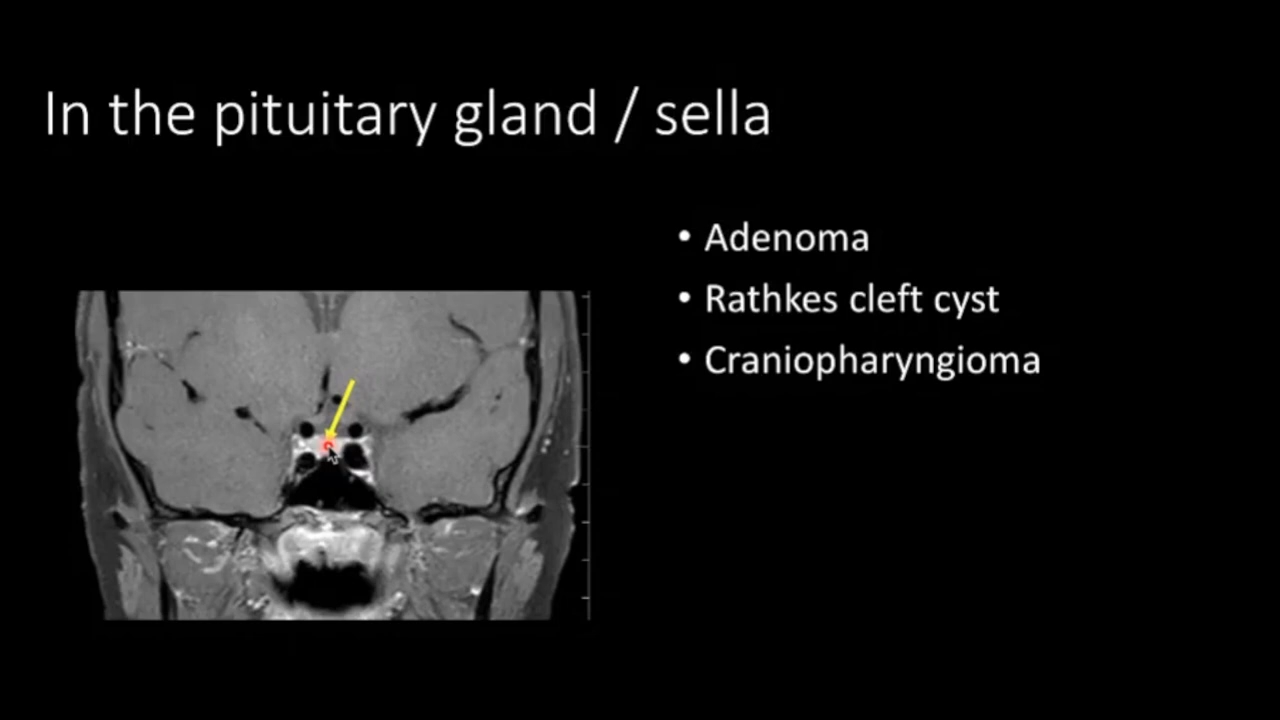 In the pituitary gland / sella
• Adenoma
• Rathkes cleft cyst
• Craniopharyngioma